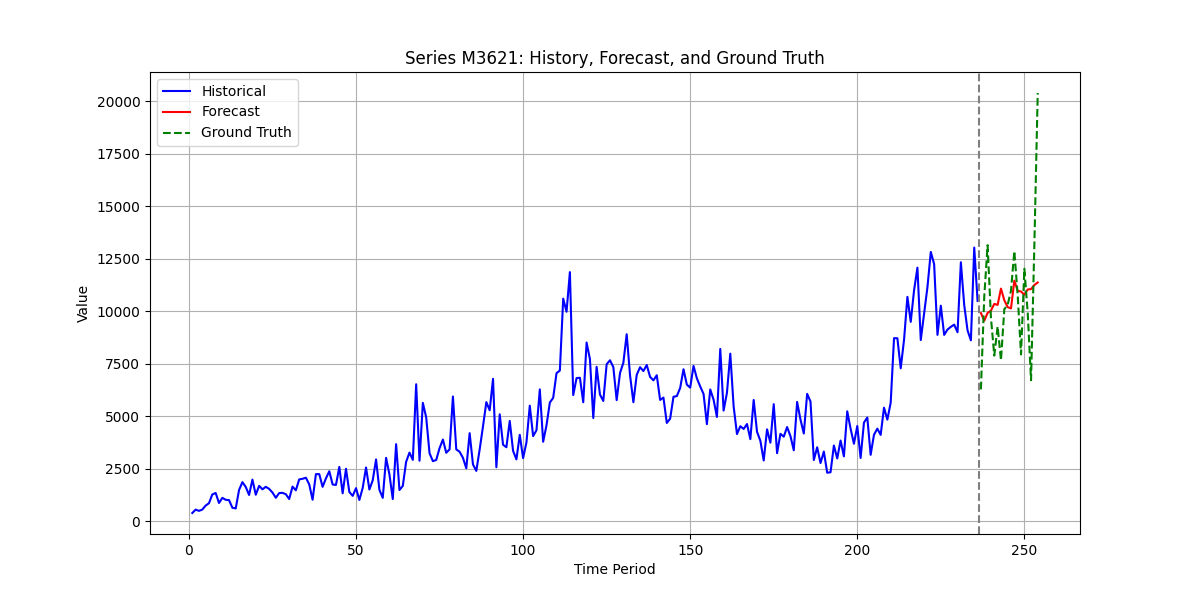 Series M3621: History, Forecast, and Ground Truth
Historical
Forecast
Ground Truth
20000
17500
15000
12500
10000
7500
5000
2500
0
Value
0 50 100 150 200 250
Time Period